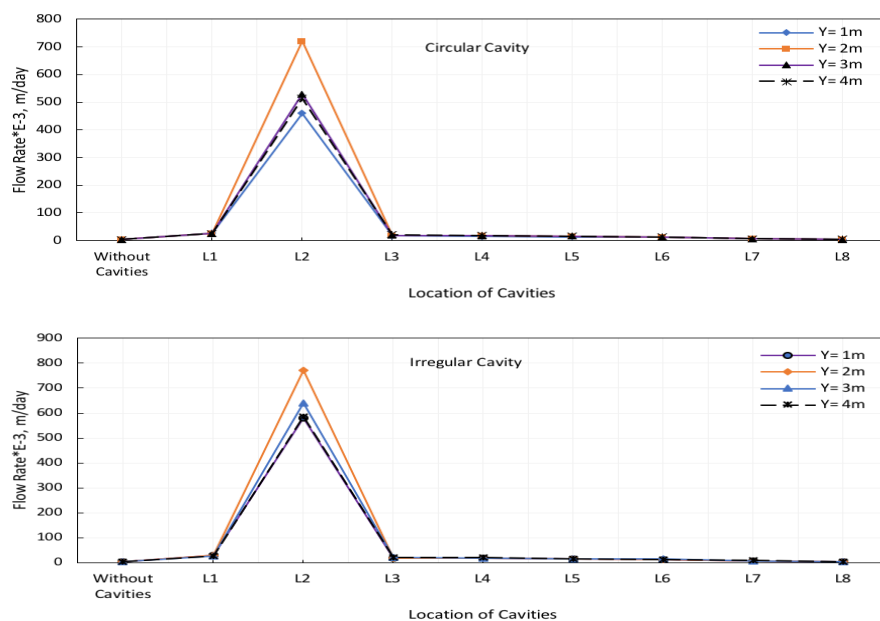 800
700
600
500
400
300
200
100
0
Flow Rate*E-3, m/day
Circular Cavity
Y= 1m
Y= 2m
Y= 3m
Y= 4m
Without
Cavities
L1
L2
L3
L4
L5
L6
L7
L8
Location of Cavities
900
800
700
600
500
400
300
200
100
0
Flow Rate*E-3, m/day
Irregular Cavity
Y= 1m
Y= 2m
Y= 3m
Y= 4m
Without
Cavities
L1
L2
L3
L4
L5
L6
L7
L8
Location of Cavities